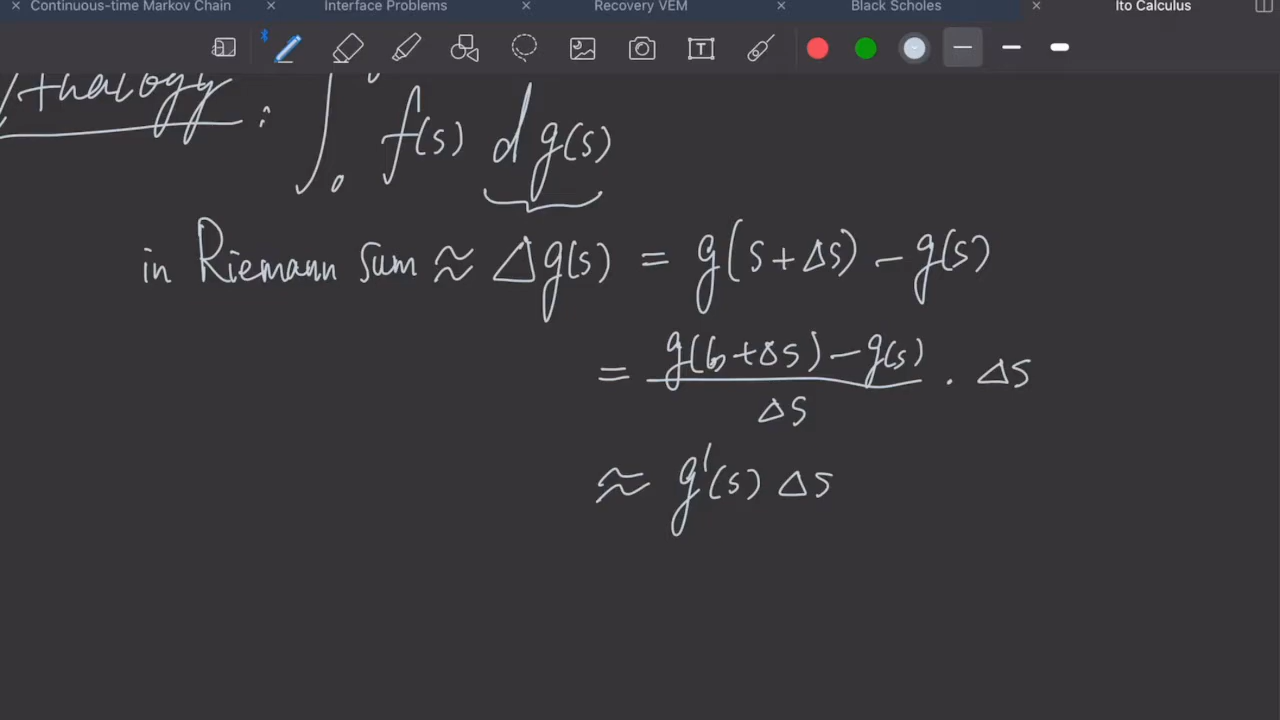 Continuous-time Markov Chain Interface Problems Recovery VEM Black Scholes Ito Calculus
Analogy : ∫₀ f(s) dg(s)
in Riemann sum ≈ Δg(s) = g(s+Δs) – g(s)
= g(s+Δs) – g(s) / Δs · Δs
≈ g'(s) Δs